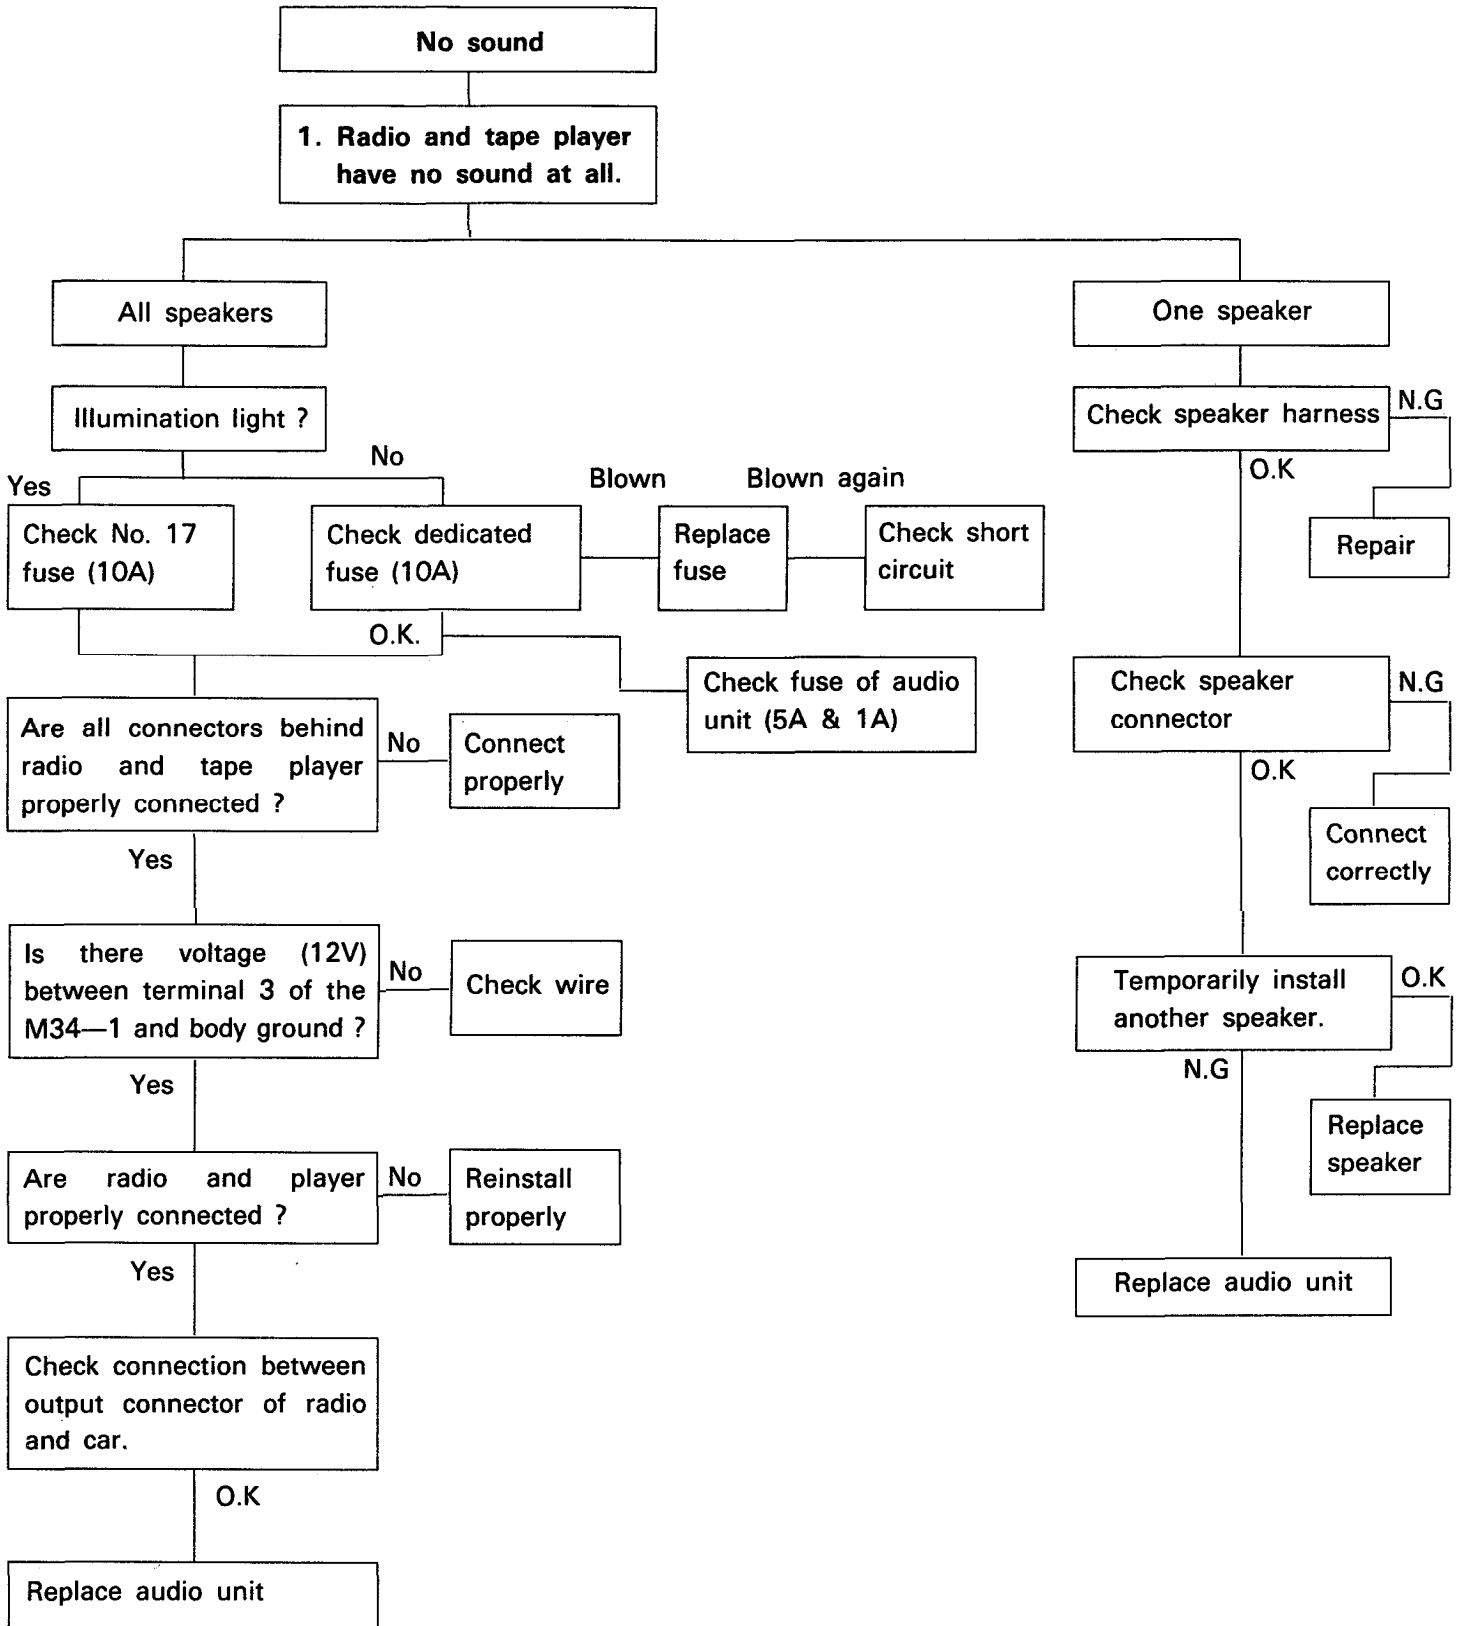 No sound
1. Radio and tape player
have no sound at all.
All speakers
Illumination light ?
Yes
No
Check No. 17
fuse (10A)
Check dedicated
fuse (10A)
Blown
Replace
fuse
Blown again
Check short
circuit
O.K.
Check fuse of audio
unit (5A & 1A)
Are all connectors behind
radio and tape player
properly connected ?
No
Connect
properly
Yes
Is there voltage (12V)
between terminal 3 of the
M34—1 and body ground ?
No
Check wire
Yes
Are radio and player
properly connected ?
No
Reinstall
properly
Yes
Check connection between
output connector of radio
and car.
O.K
Replace audio unit
One speaker
Check speaker harness
N.G
Repair
O.K
Check speaker
connector
N.G
Connect
correctly
O.K
Temporarily install
another speaker.
O.K
Replace
speaker
N.G
Replace audio unit